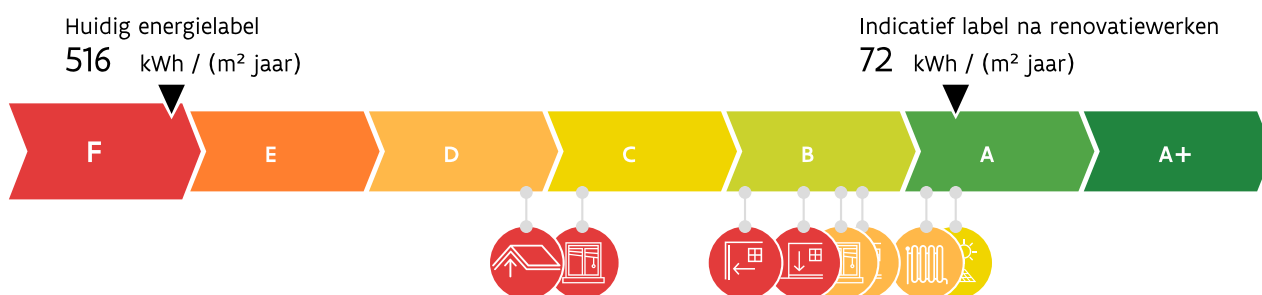 Huidig energielabel
516 kWh / (m² jaar)
Indicatief label na renovatiewerken
72 kWh / (m² jaar)
F E D C B A A+